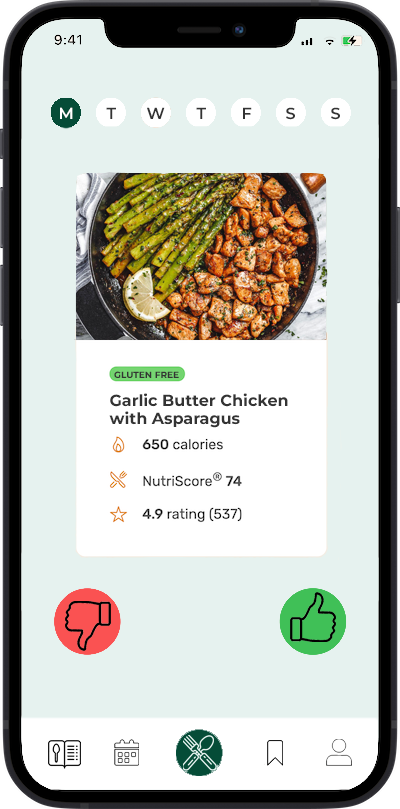 9:41
M T W T F S S
GLUTEN FREE
Garlic Butter Chicken
with Asparagus
650 calories
NutriScore® 74
4.9 rating (537)